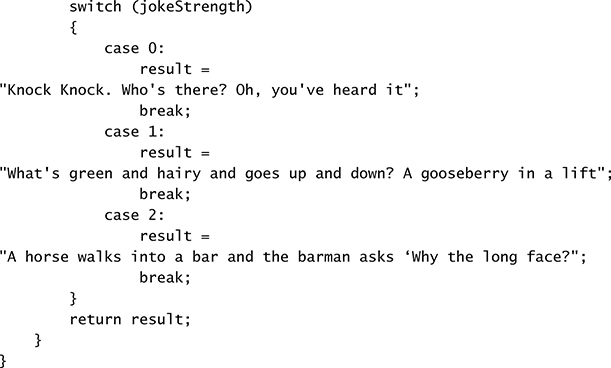 switch (jokeStrength)
{
case 0:
result =
"Knock Knock. Who's there? Oh, you've heard it";
break;
case 1:
result =
"What's green and hairy and goes up and down? A gooseberry in a lift";
break;
case 2:
result =
"A horse walks into a bar and the barman asks ‘Why the long face?";
break;
}
return result;
}
}